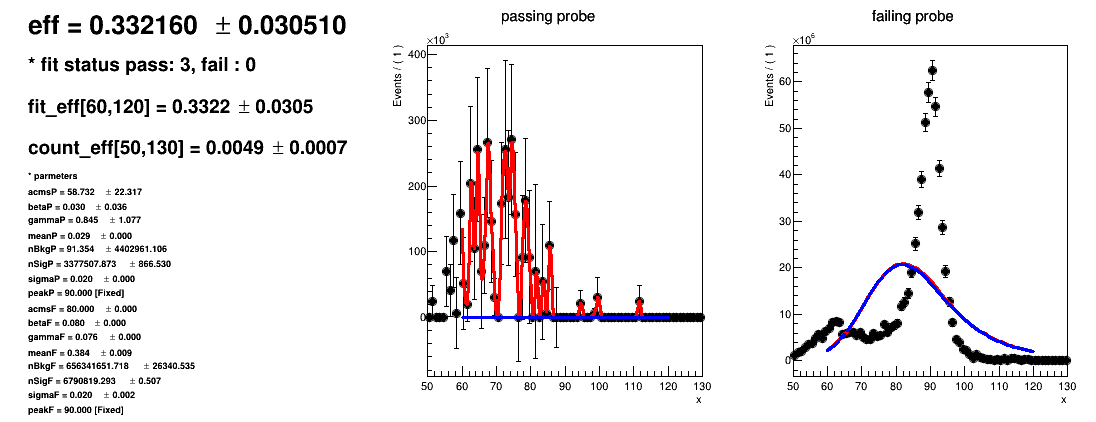 eff = 0.332160 ± 0.030510
* fit status pass: 3, fail : 0
fit_eff[60,120] = 0.3322 ± 0.0305
count_eff[50,130] = 0.0049 ± 0.0007
* parmeters
acmsP = 58.732 ± 22.317
betaP = 0.030 ± 0.036
gammaP = 0.845 ± 1.077
meanP = 0.029 ± 0.000
nBkgP = 91.354 ± 4402961.106
nSigP = 3377507.873 ± 866.530
sigmaP = 0.020 ± 0.000
peakP = 90.000 [Fixed]
acmsF = 80.000 ± 0.000
betaF = 0.080 ± 0.000
gammaF = 0.076 ± 0.000
meanF = 0.384 ± 0.009
nBkgF = 656341651.718 ± 26340.535
nSigF = 6790819.293 ± 0.507
sigmaF = 0.020 ± 0.002
peakF = 90.000 [Fixed]
passing probe
×10³
Events / ( 1 )
400
300
200
100
0
50 60 70 80 90 100 110 120 130
x
failing probe
×10⁶
Events / ( 1 )
60
50
40
30
20
10
0
50 60 70 80 90 100 110 120 130
x